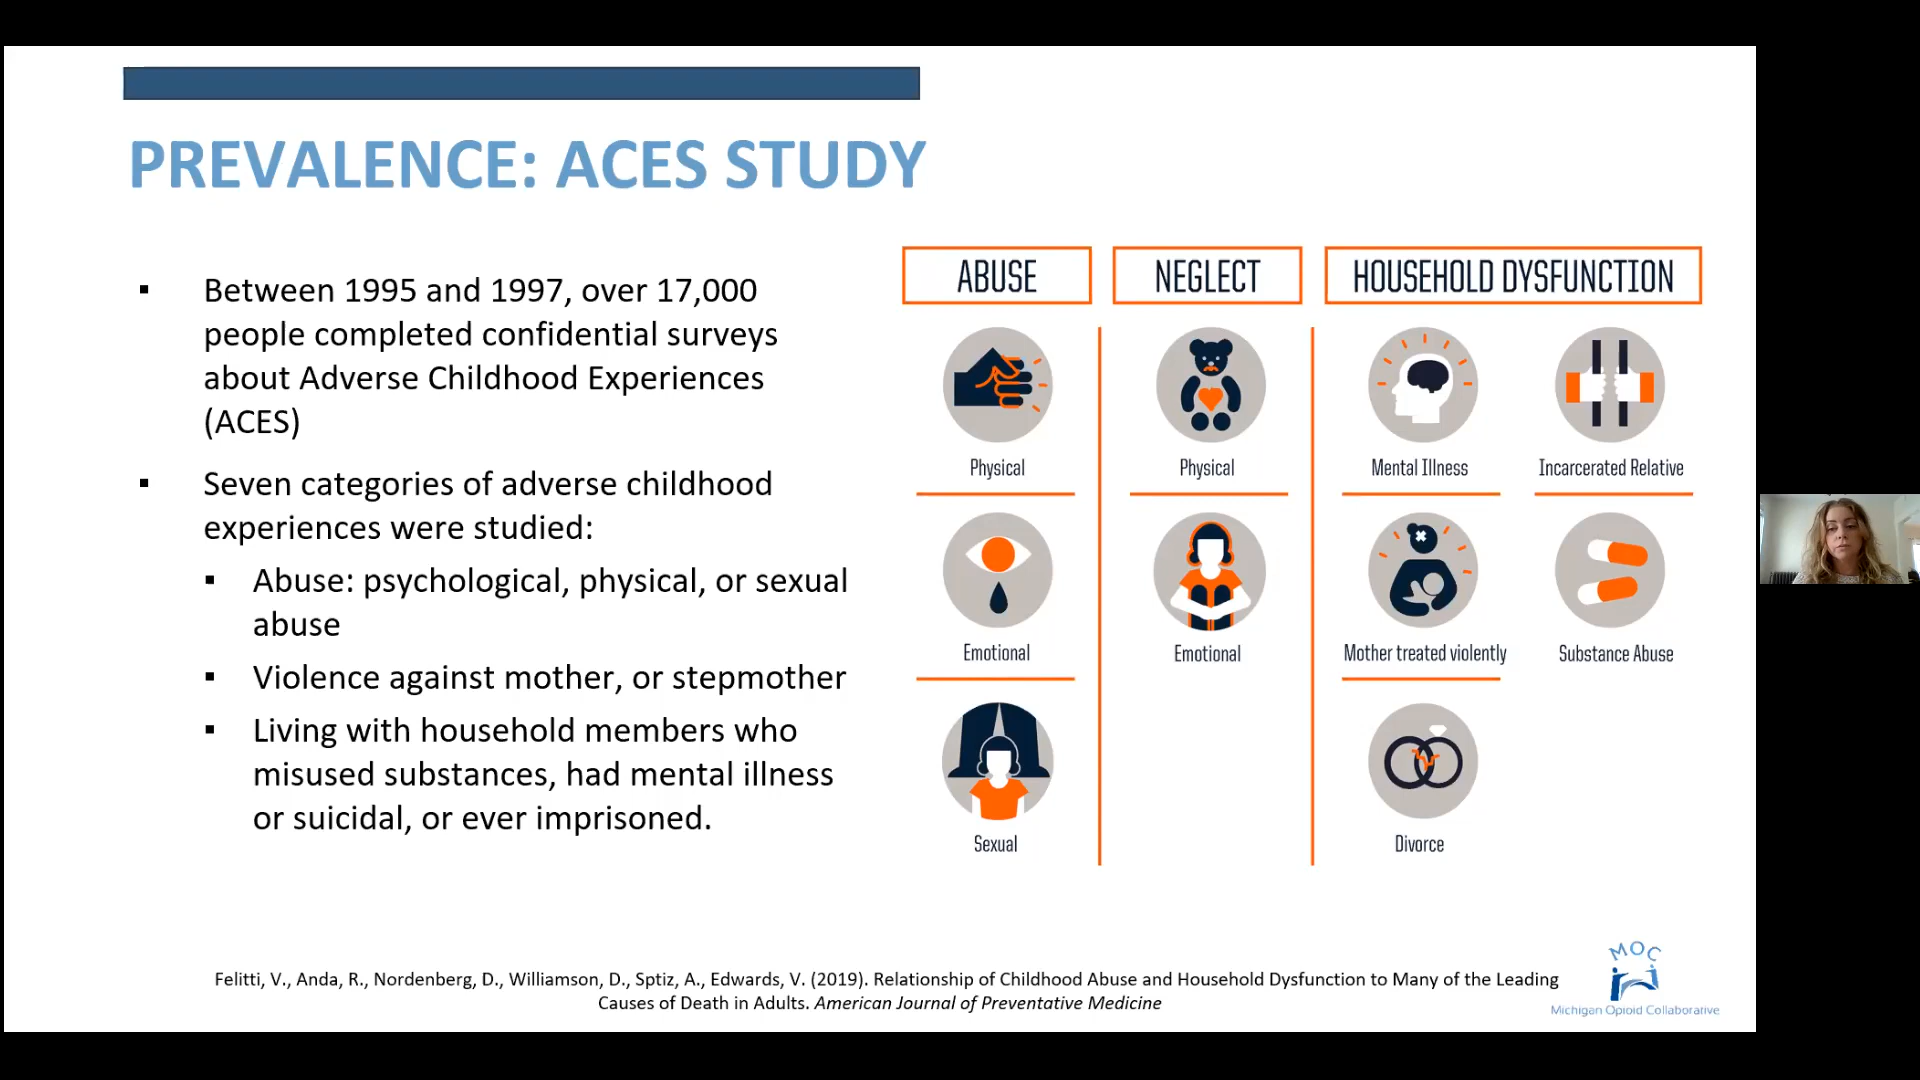 PREVALENCE: ACES STUDY
▪ Between 1995 and 1997, over 17,000
people completed confidential surveys
about Adverse Childhood Experiences
(ACES)
▪ Seven categories of adverse childhood
experiences were studied:
▪ Abuse: psychological, physical, or sexual
abuse
▪ Violence against mother, or stepmother
▪ Living with household members who
misused substances, had mental illness
or suicidal, or ever imprisoned.
ABUSE
Physical
Emotional
Sexual
NEGLECT
Physical
Emotional
HOUSEHOLD DYSFUNCTION
Mental Illness
Incarcerated Relative
Mother treated violently
Substance Abuse
Divorce
Felitti, V., Anda, R., Nordenberg, D., Williamson, D., Sptiz, A., Edwards, V. (2019). Relationship of Childhood Abuse and Household Dysfunction to Many of the Leading
Causes of Death in Adults. American Journal of Preventative Medicine
MOC
Michigan Opioid Collaborative